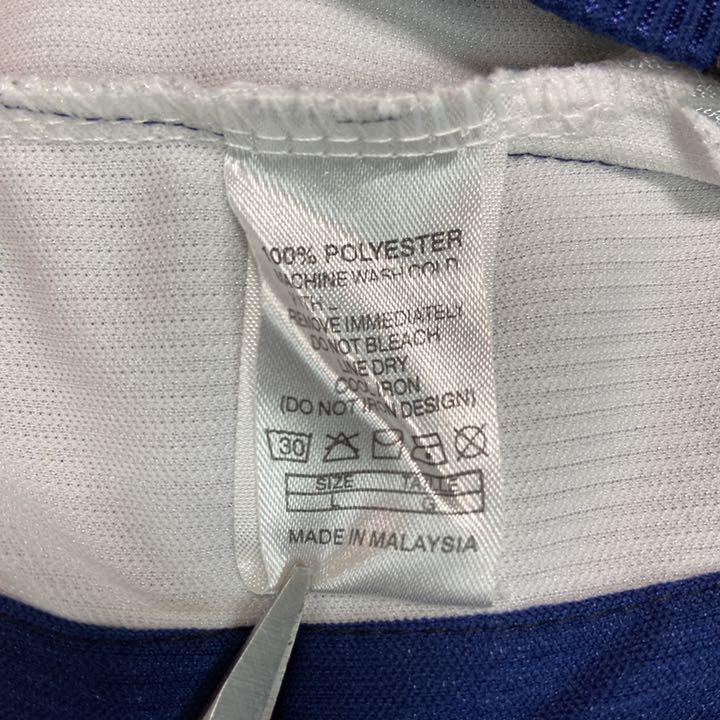 100% POLYESTER
MACHINE WASH COLD
REMOVE IMMEDIATELY
DO NOT BLEACH
LINE DRY
COOL IRON
(DO NOT IRON DESIGN)
30
SIZE TAILLE
L G
MADE IN MALAYSIA